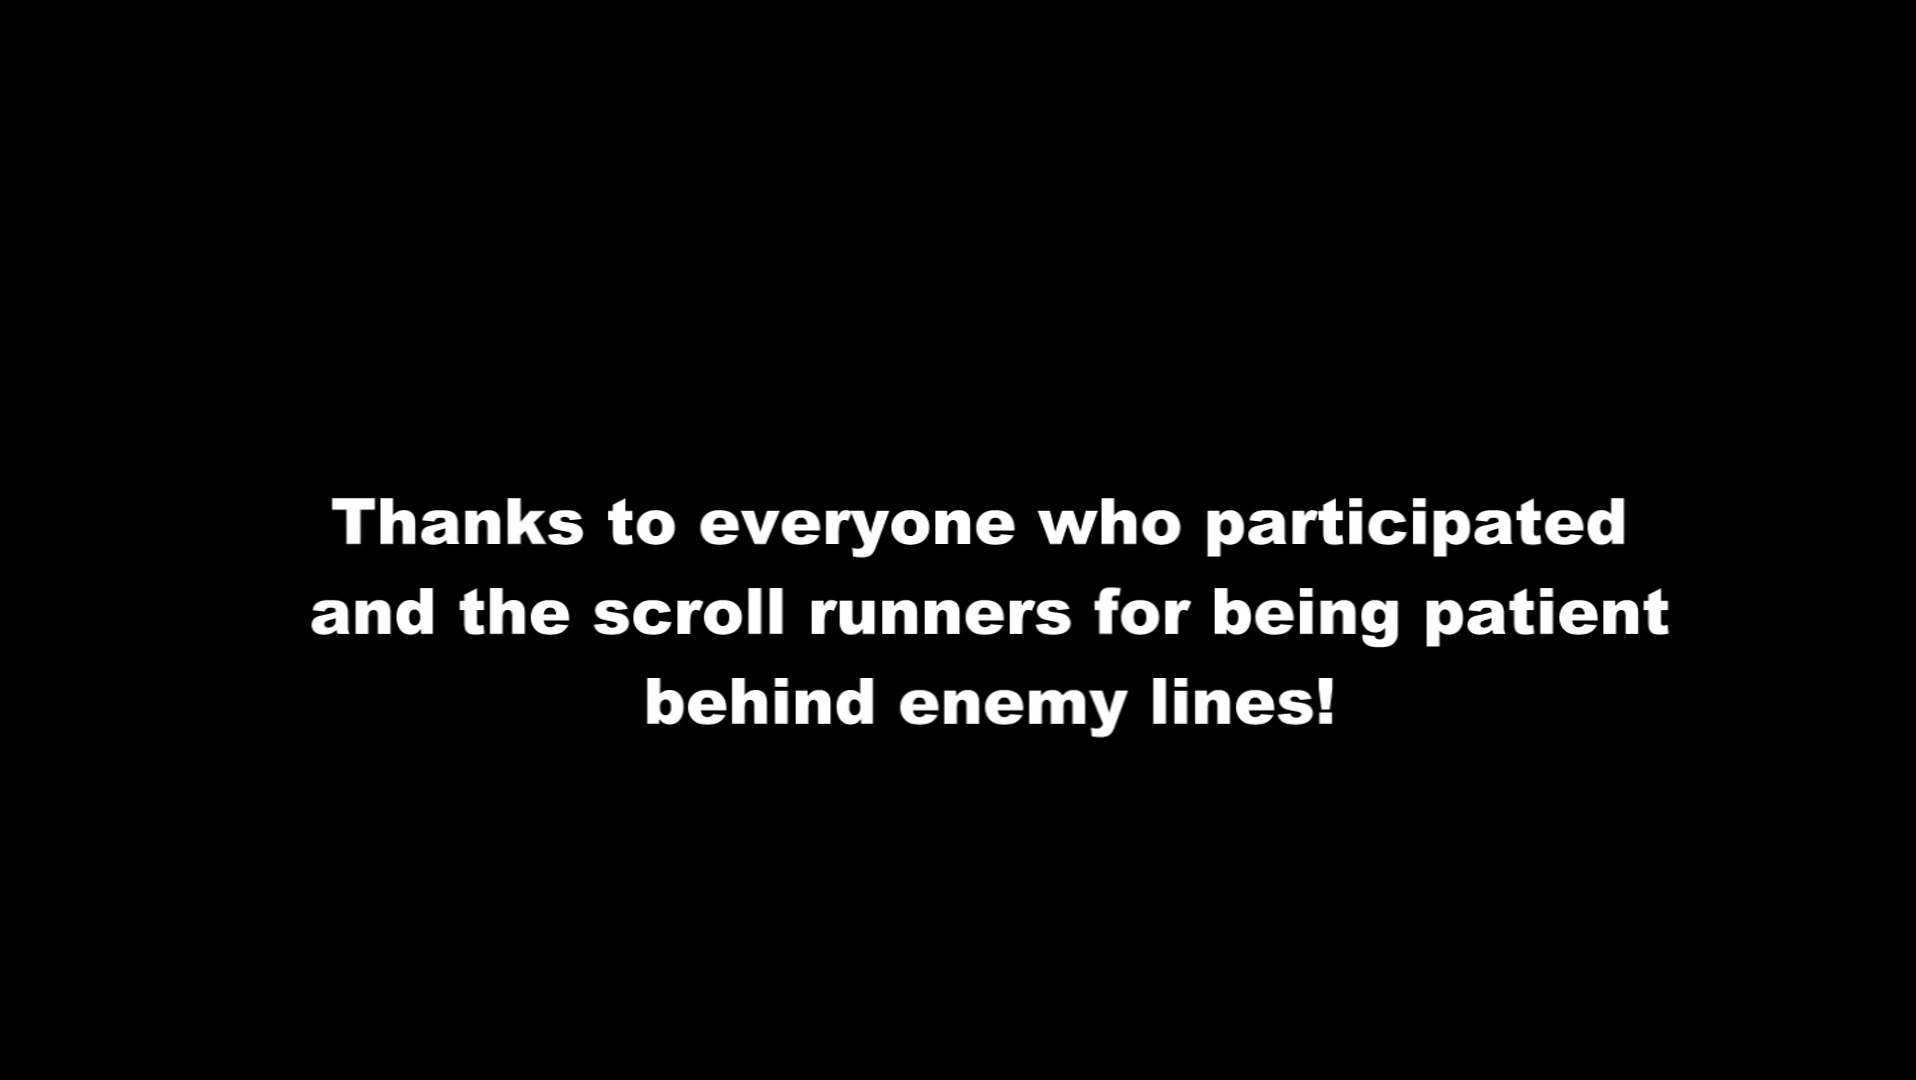 Thanks to everyone who participated
and the scroll runners for being patient
behind enemy lines!